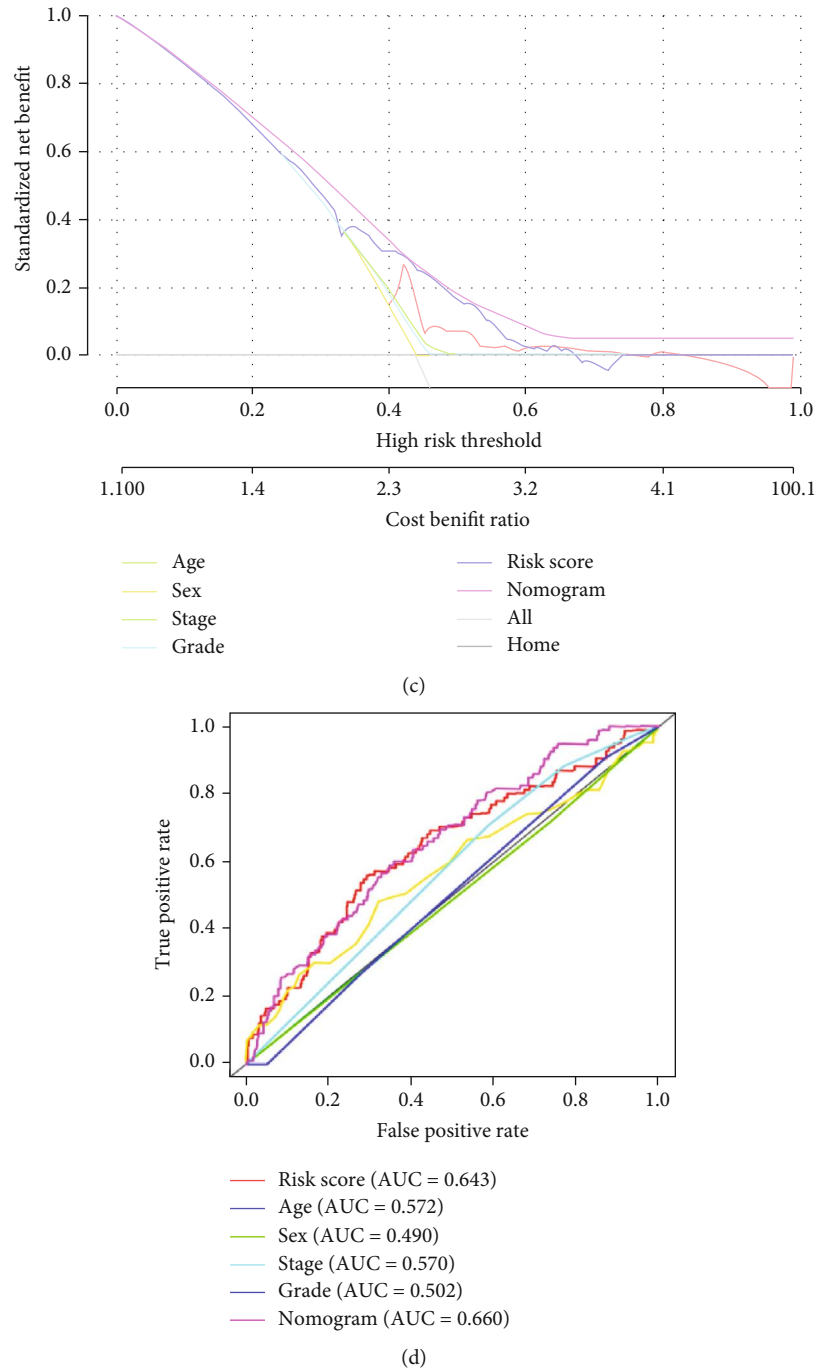 1.0
0.8
0.6
0.4
0.2
0.0
Standardized net benefit
0.0 0.2 0.4 0.6 0.8 1.0
High risk threshold
1.100 1.4 2.3 3.2 4.1 100.1
Cost benifit ratio
Age
Sex
Stage
Grade
Risk score
Nomogram
All
Home
(c)
1.0
0.8
0.6
0.4
0.2
0.0
True positive rate
0.0 0.2 0.4 0.6 0.8 1.0
False positive rate
Risk score (AUC = 0.643)
Age (AUC = 0.572)
Sex (AUC = 0.490)
Stage (AUC = 0.570)
Grade (AUC = 0.502)
Nomogram (AUC = 0.660)
(d)